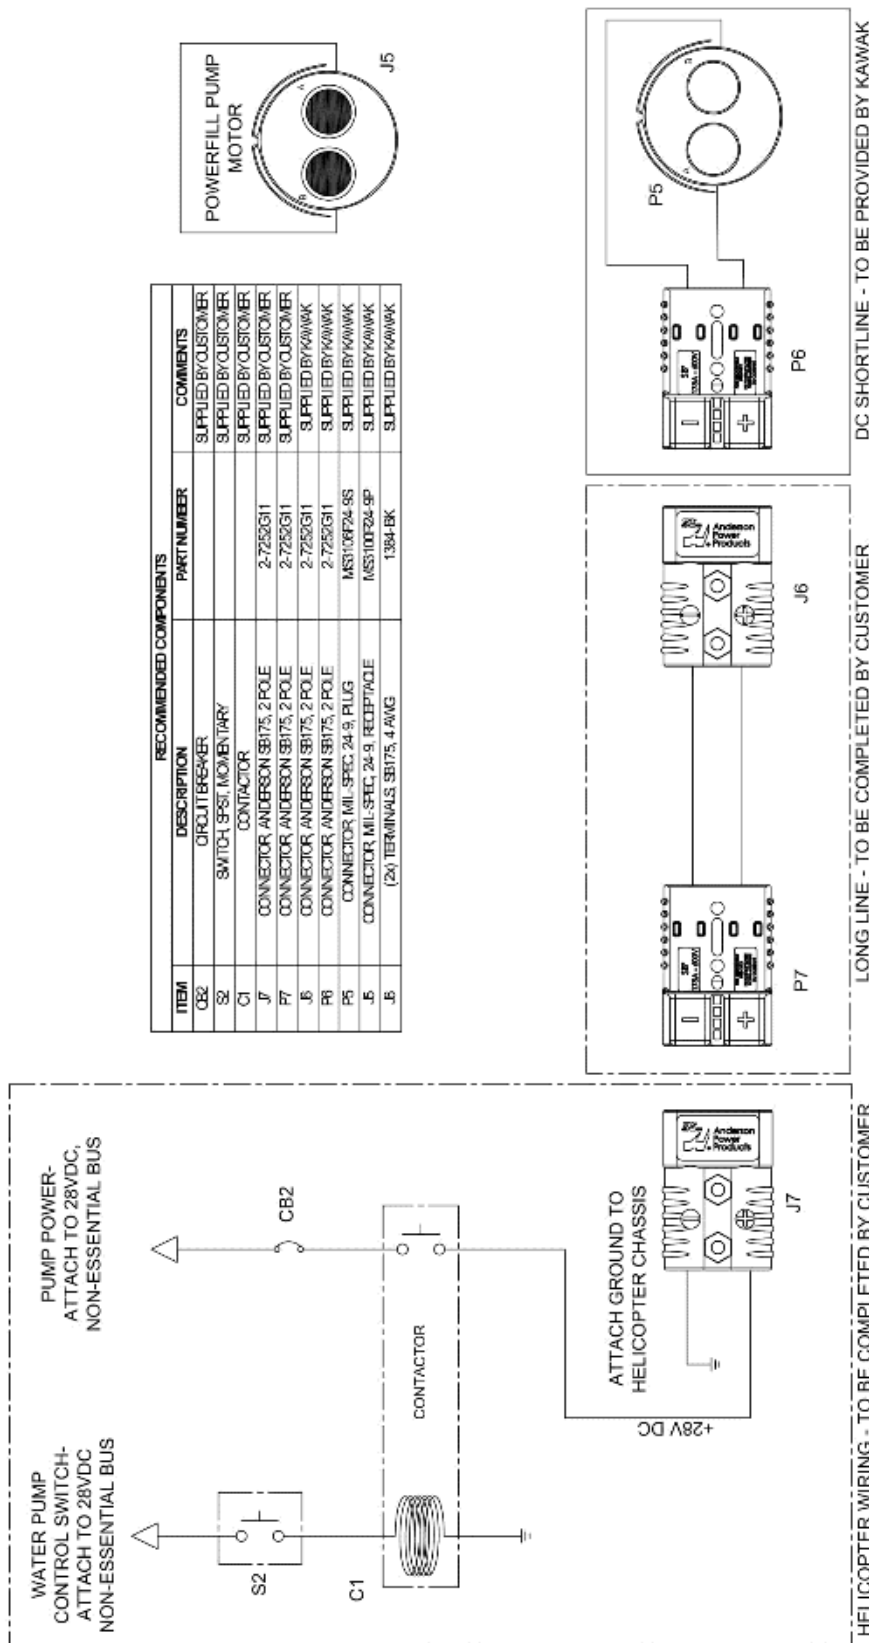 WATER PUMP
CONTROL SWITCH-
ATTACH TO 28VDC
NON-ESSENTIAL BUS
PUMP POWER-
ATTACH TO 28VDC,
NON-ESSENTIAL BUS
S2
CB2
C1
CONTACTOR
+28V DC
ATTACH GROUND TO
HELICOPTER CHASSIS
Anderson
Power
Products
J7
HELICOPTER WIRING - TO BE COMPLETED BY CUSTOMER
RECOMMENDED COMPONENTS
ITEM DESCRIPTION PART NUMBER COMMENTS
CB2 CIRCUIT BREAKER SUPPLIED BY CUSTOMER
S2 SWITCH, SPST, MOMENTARY SUPPLIED BY CUSTOMER
C1 CONTACTOR SUPPLIED BY CUSTOMER
J7 CONNECTOR, ANDERSON SB175, 2 POLE 2-7252G11 SUPPLIED BY CUSTOMER
P7 CONNECTOR, ANDERSON SB175, 2 POLE 2-7252G11 SUPPLIED BY CUSTOMER
J6 CONNECTOR, ANDERSON SB175, 2 POLE 2-7252G11 SUPPLIED BY KAWAK
P6 CONNECTOR, ANDERSON SB175, 2 POLE 2-7252G11 SUPPLIED BY KAWAK
P5 CONNECTOR, MIL-SPEC, 24-9, PLUG MS3106F24-9S SUPPLIED BY KAWAK
J5 CONNECTOR, MIL-SPEC, 24-9, RECEPTACLE MS3100F24-9P SUPPLIED BY KAWAK
J6 (2x) TERMINALS, SB175, 4 AWG 1384-BK SUPPLIED BY KAWAK
POWERFILL PUMP
MOTOR
J5
- +
P7
Anderson
Power
Products
J6
LONG LINE - TO BE COMPLETED BY CUSTOMER
- +
P6
P5
DC SHORTLINE - TO BE PROVIDED BY KAWAK